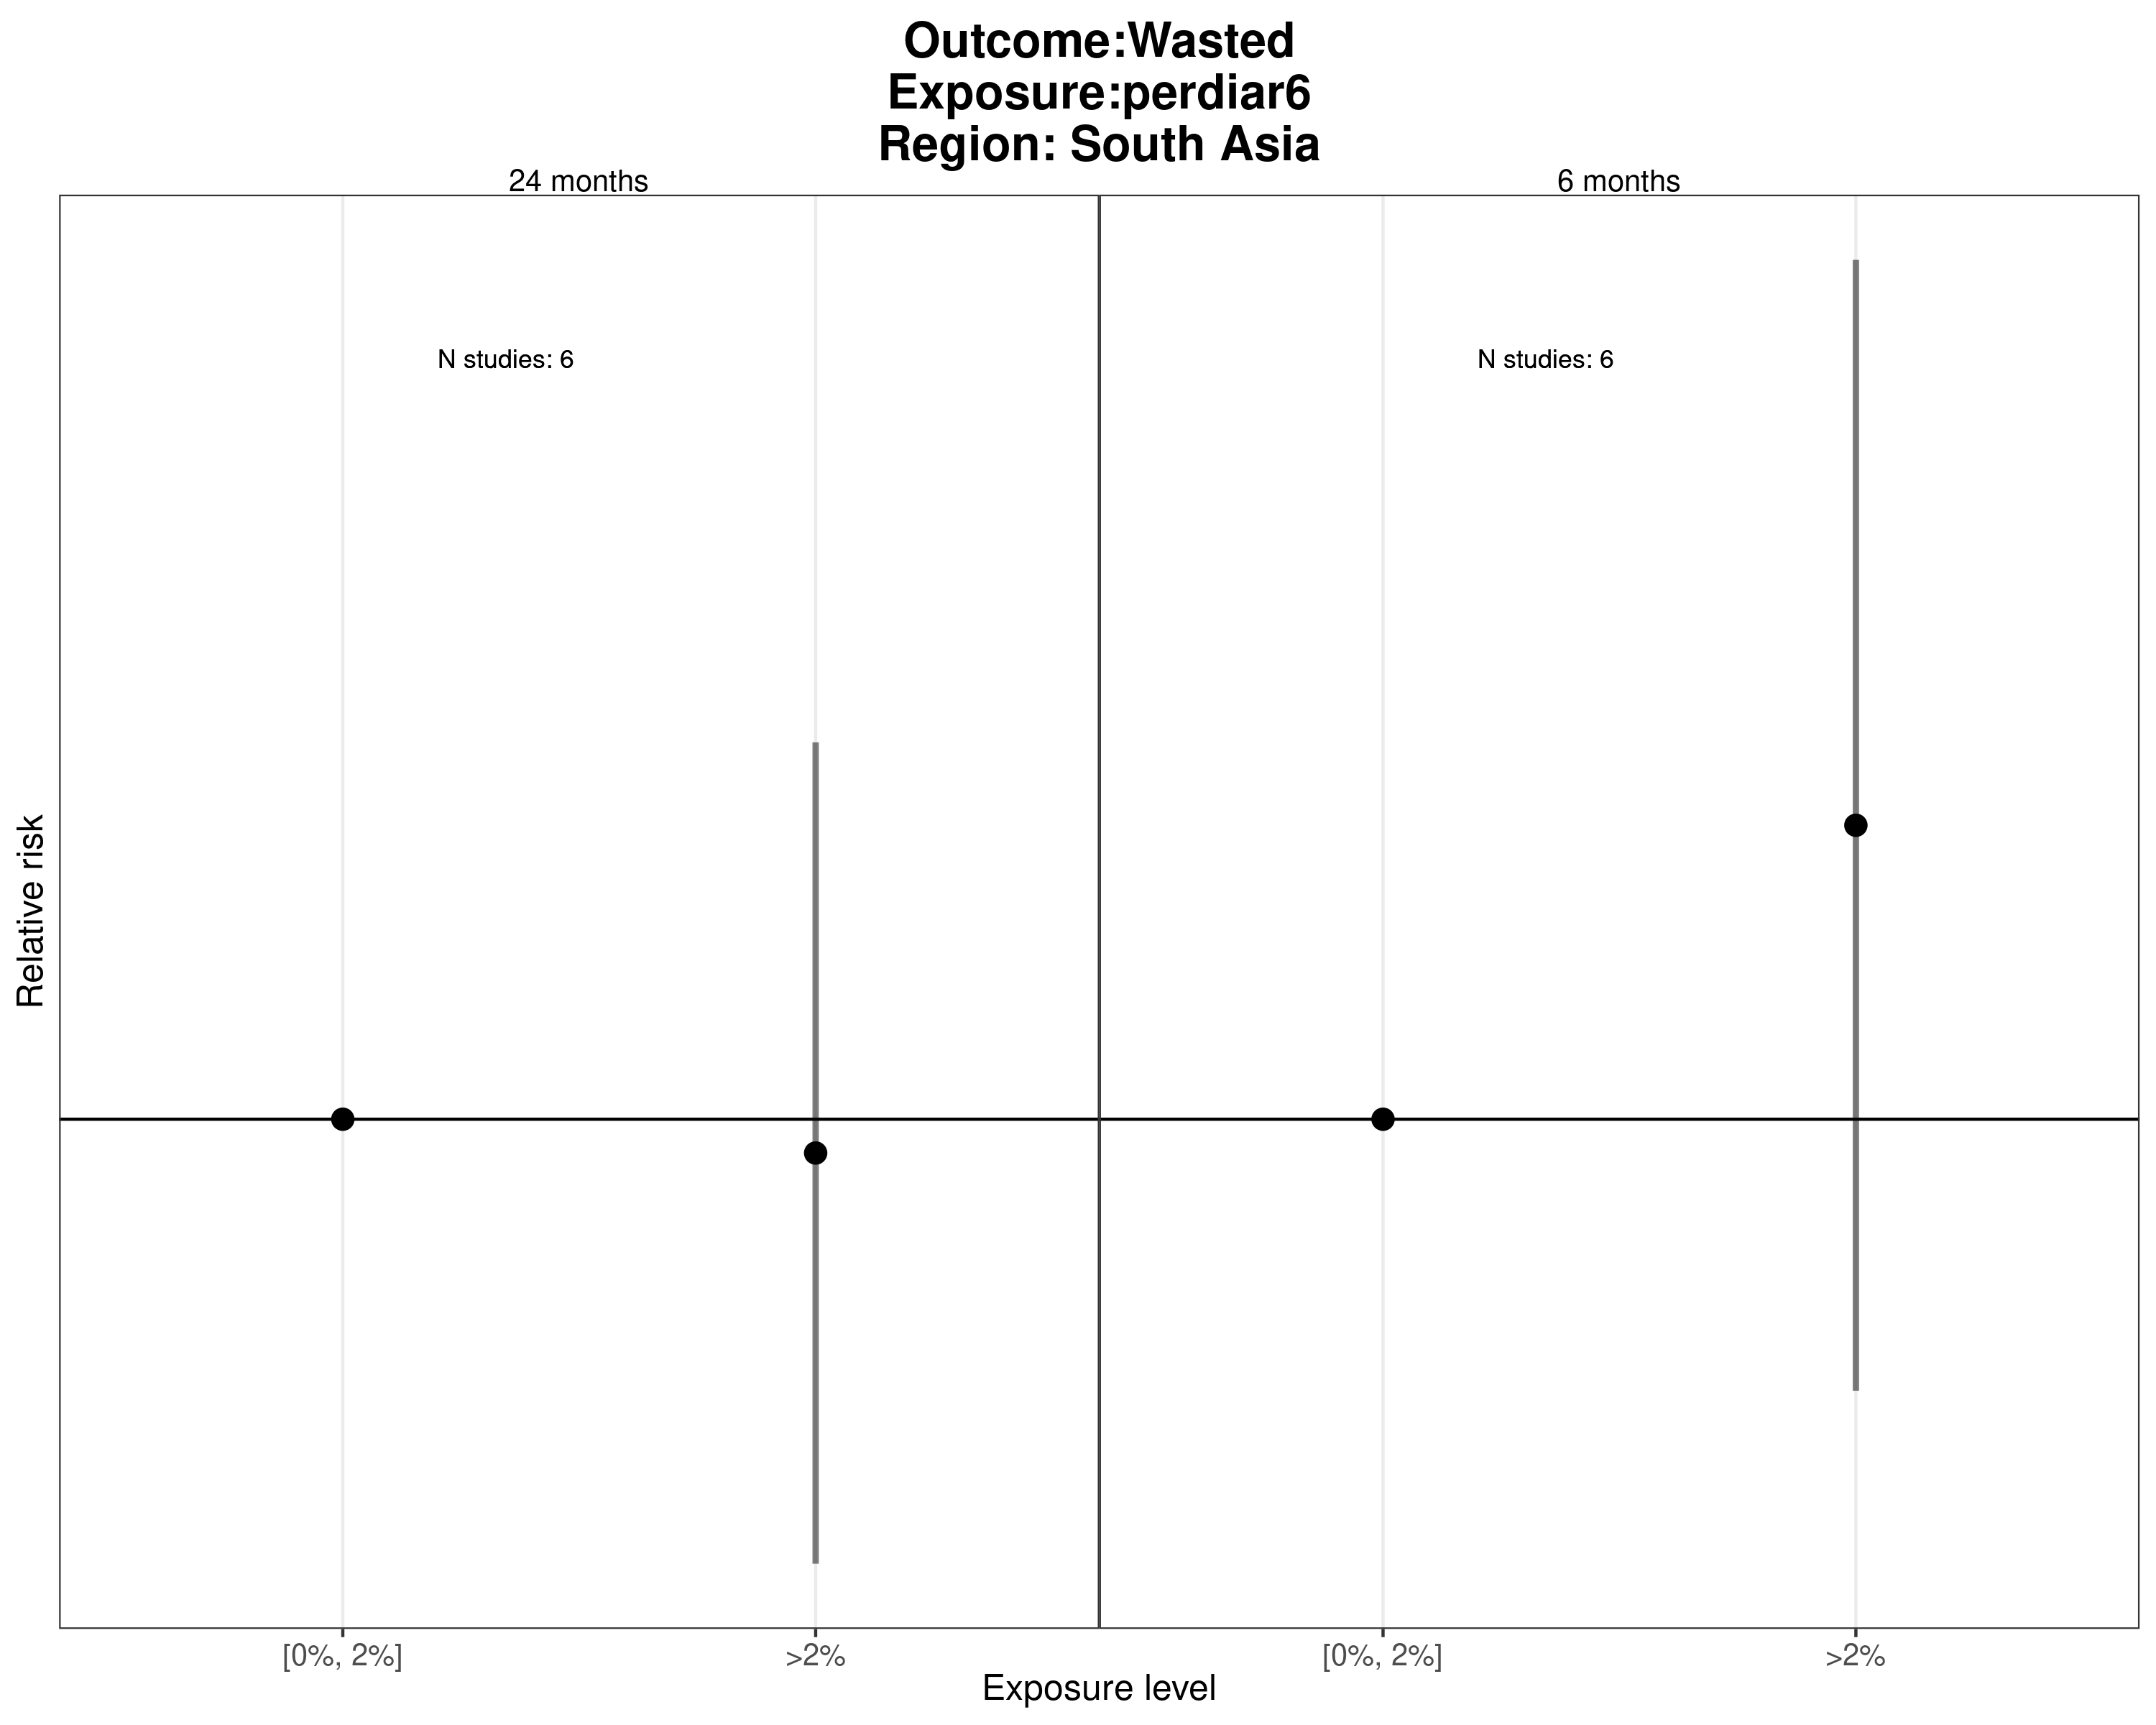 Outcome:Wasted
Exposure:perdiar6
Region: South Asia
24 months
6 months
N studies: 6
N studies: 6
Relative risk
[0%, 2%]
>2%
[0%, 2%]
>2%
Exposure level